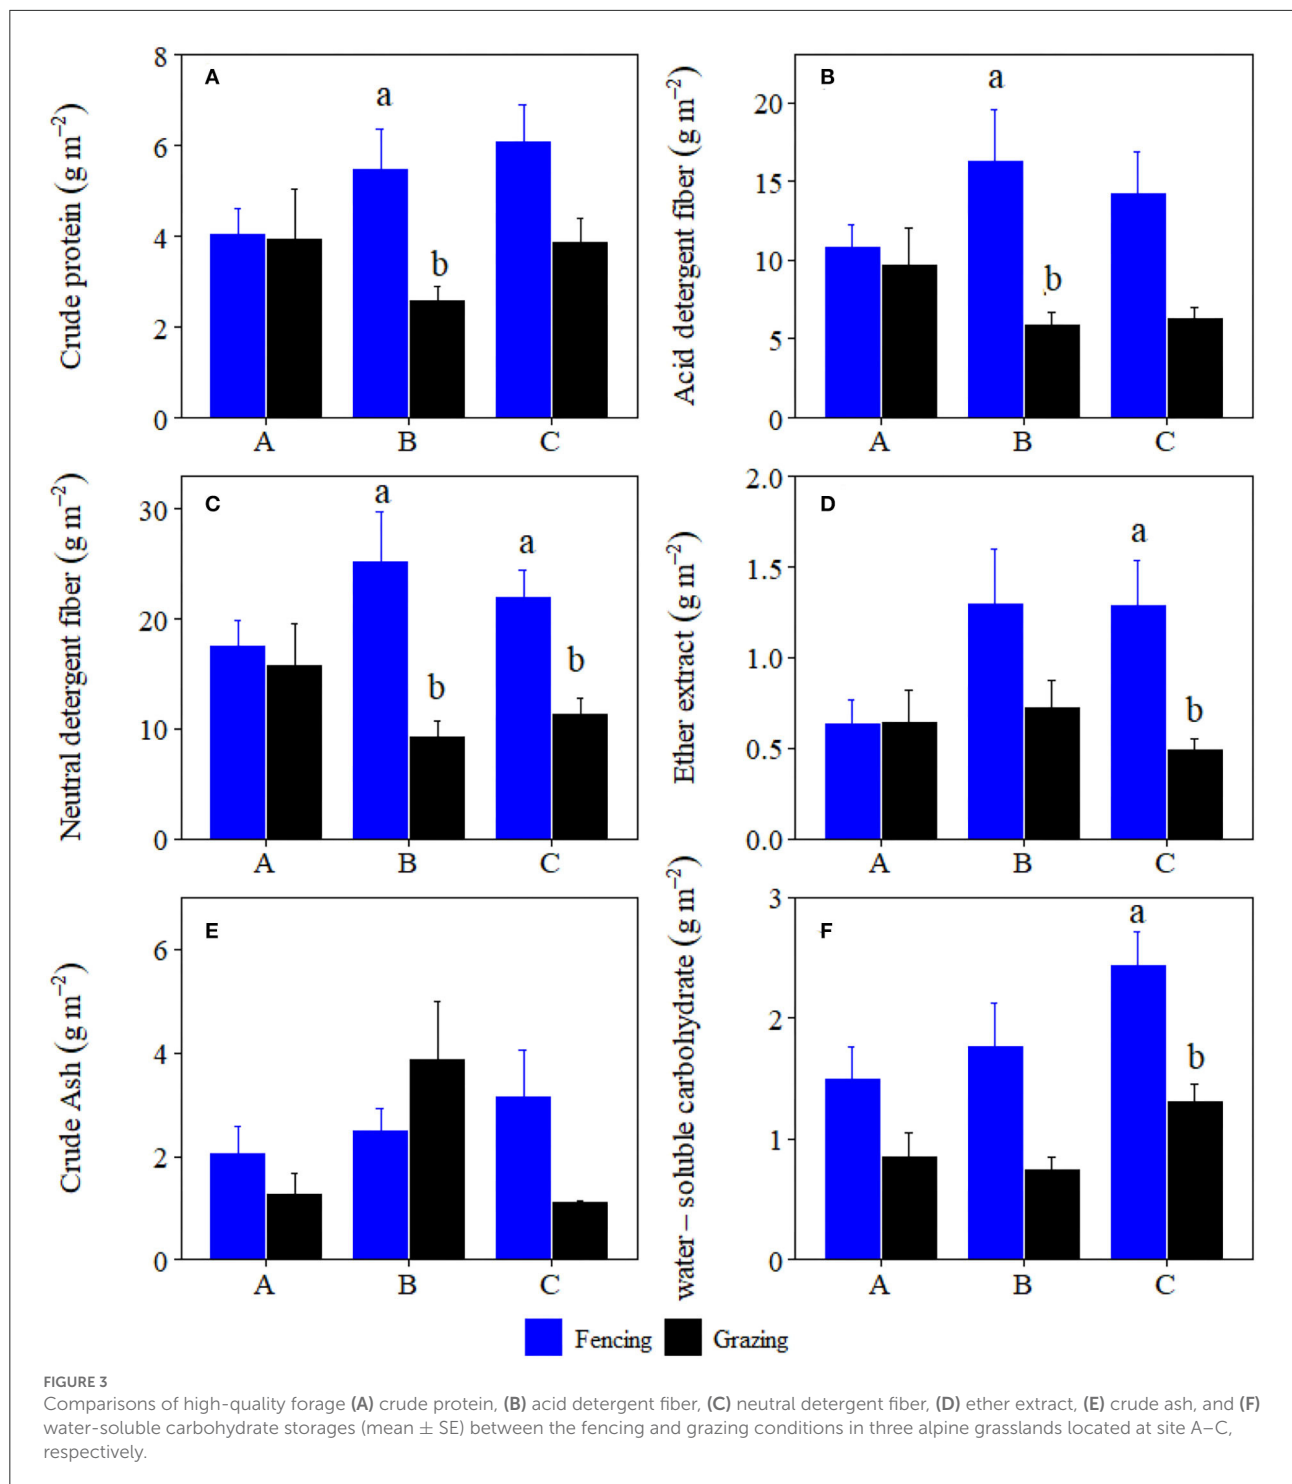 A
Crude protein (g m−2)
8
6
4
2
0
a
b
A B C
B
Acid detergent fiber (g m−2)
20
15
10
5
0
a
b
A B C
C
Neutral detergent fiber (g m−2)
30
20
10
0
a
b
a
b
A B C
D
Ether extract (g m−2)
2.0
1.5
1.0
0.5
0.0
a
b
A B C
E
Crude Ash (g m−2)
6
4
2
0
A B C
F
water – soluble carbohydrate (g m−2)
3
2
1
0
a
b
A B C
Fencing Grazing
FIGURE 3
Comparisons of high-quality forage (A) crude protein, (B) acid detergent fiber, (C) neutral detergent fiber, (D) ether extract, (E) crude ash, and (F)
water-soluble carbohydrate storages (mean ± SE) between the fencing and grazing conditions in three alpine grasslands located at site A–C,
respectively.